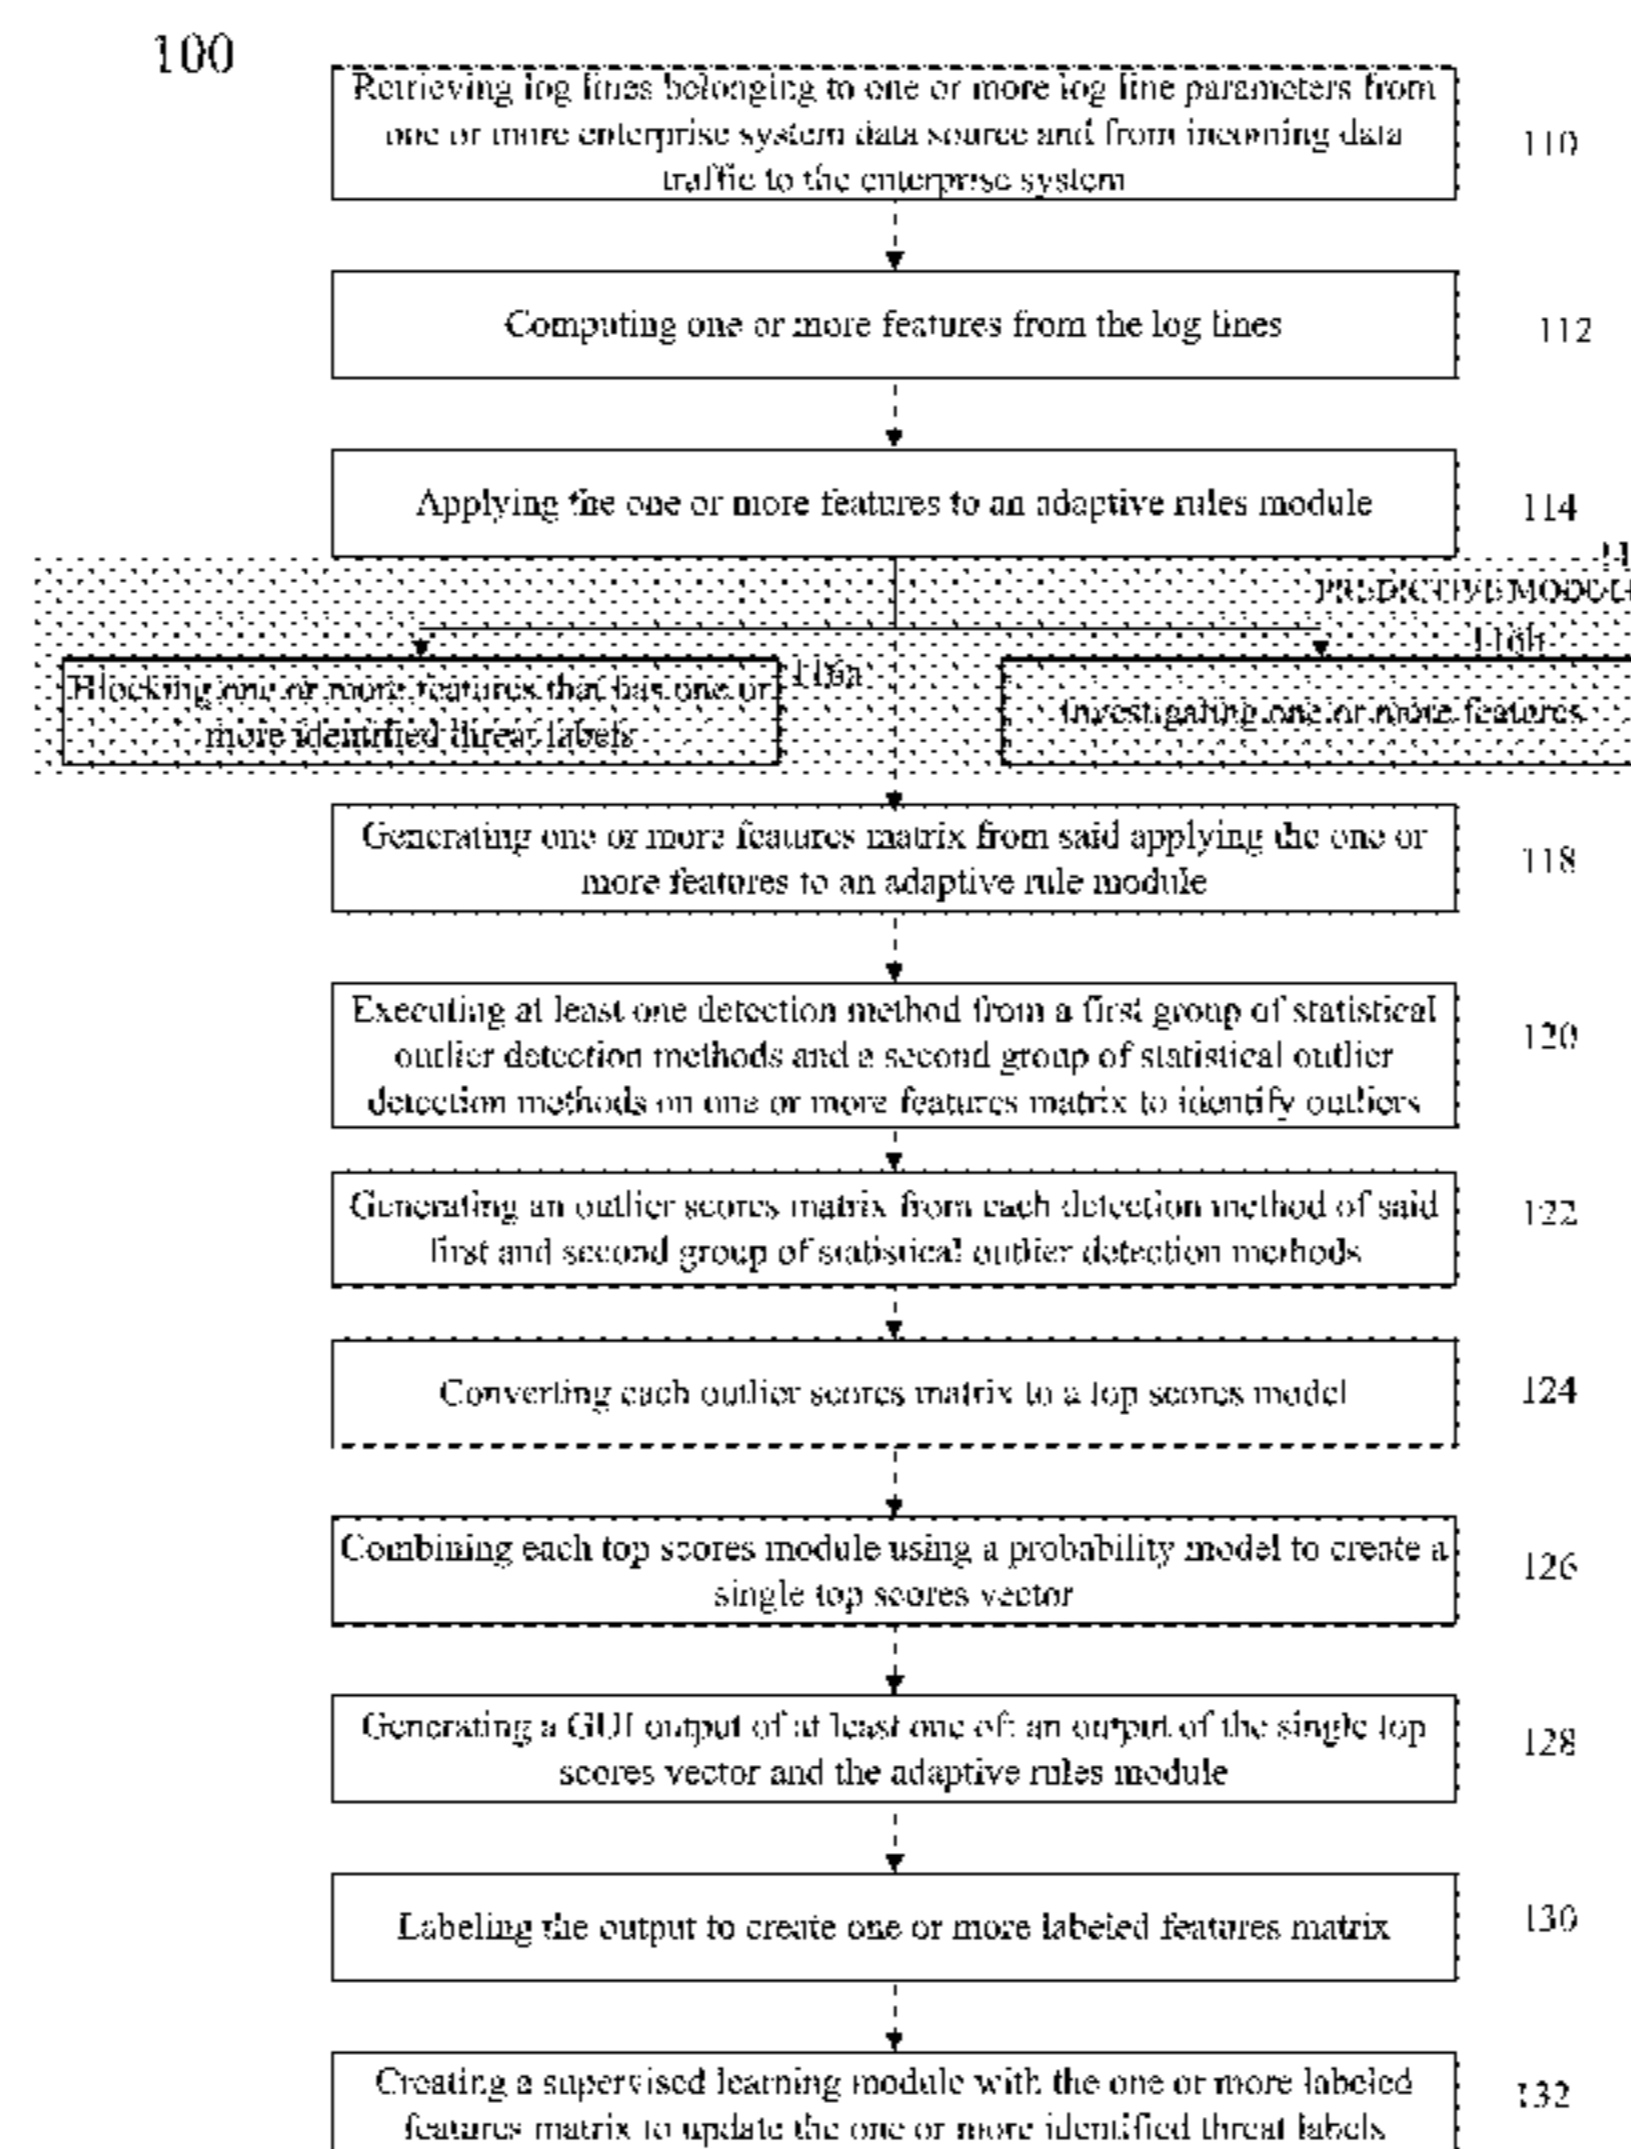 100
Retrieving log lines belonging to one or more log line parameters from
one or more enterprise system data source and from incoming data
traffic to the enterprise system
110
Computing one or more features from the log lines
112
Applying the one or more features to an adaptive rules module
114
PREDICTIVE MODULE
116b
116a
Blocking one or more features that has one or
more identified threat labels
Investigating one or more features
Generating one or more features matrix from said applying the one or
more features to an adaptive rule module
118
Executing at least one detection method from a first group of statistical
outlier detection methods and a second group of statistical outlier
detection methods on one or more features matrix to identify outliers
120
Generating an outlier scores matrix from each detection method of said
first and second group of statistical outlier detection methods
122
Converting each outlier scores matrix to a top scores model
124
Combining each top scores module using a probability model to create a
single top scores vector
126
Generating a GUI output of at least one of: an output of the single top
scores vector and the adaptive rules module
128
Labeling the output to create one or more labeled features matrix
130
Creating a supervised learning module with the one or more labeled
features matrix to update the one or more identified threat labels
132